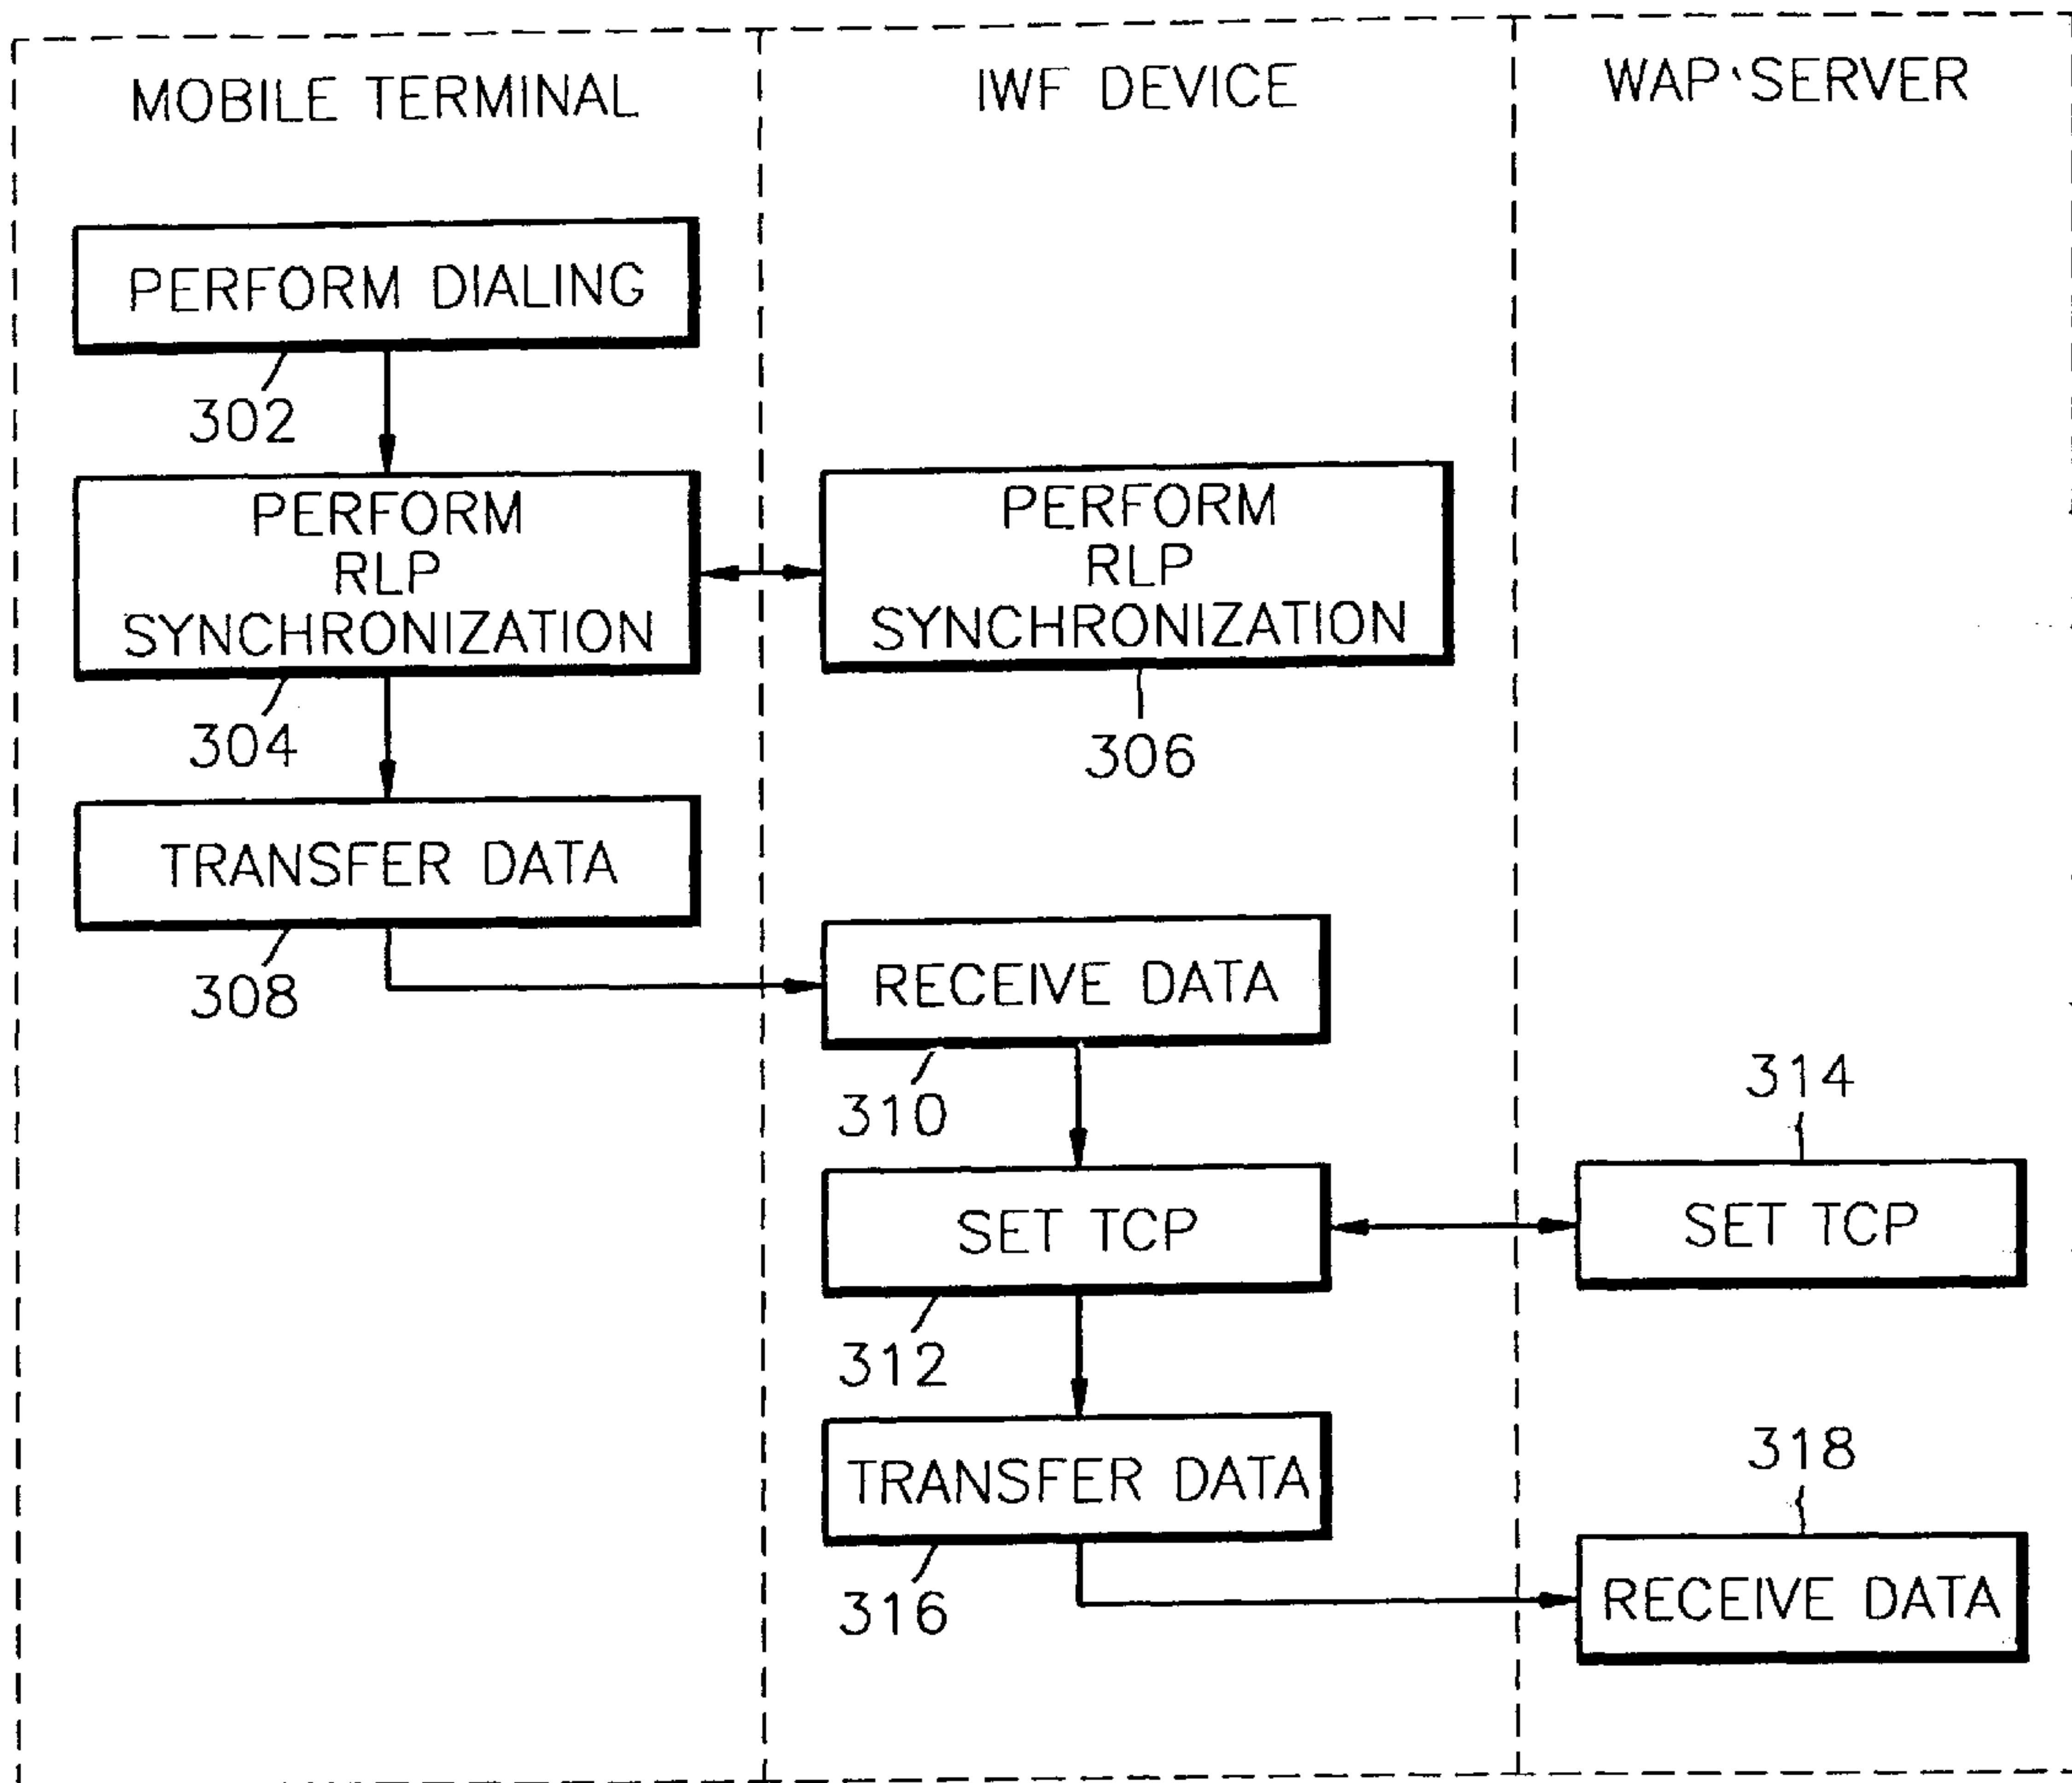 MOBILE TERMINAL
IWF DEVICE
WAP SERVER
PERFORM DIALING
302
PERFORM
RLP
SYNCHRONIZATION
304
PERFORM
RLP
SYNCHRONIZATION
306
TRANSFER DATA
308
RECEIVE DATA
310
SET TCP
312
314
SET TCP
TRANSFER DATA
316
318
RECEIVE DATA